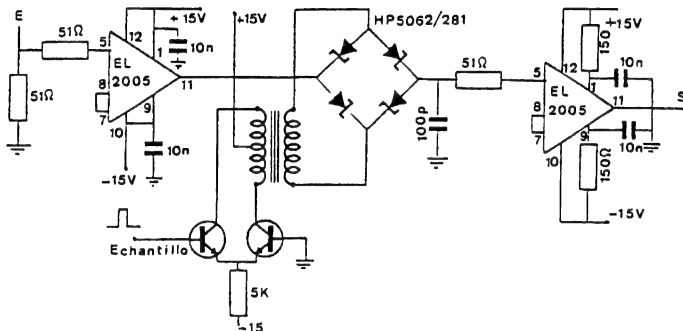 E
51Ω
51Ω
5
8
7
10
12
1
9
11
EL
2005
+15V
10n
10n
-15V
+15V
HP5062/281
100p
51Ω
5
8
7
10
12
1
9
11
EL
2005
+15V
150
10n
10n
150Ω
-15V
S
Echantillo
5K
-15